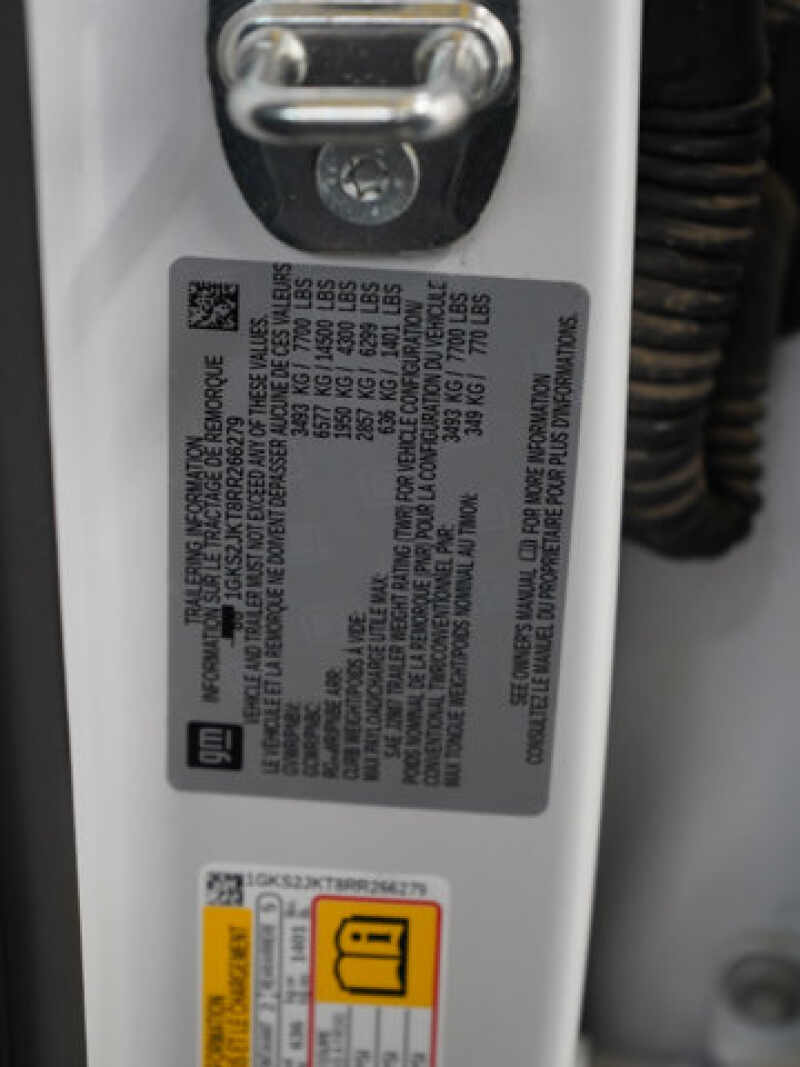 gm
TRAILERING INFORMATION
INFORMATION SUR LE TRACTAGE DE REMORQUE
1GKS2JKT8RR266279
VEHICLE AND TRAILER MUST NOT EXCEED ANY OF THESE VALUES.
LE VÉHICULE ET LA REMORQUE NE DOIVENT DÉPASSER AUCUNE DE CES VALEURS
GVWR/PNBV: 3493 KG / 7700 LBS
GCWR/PNBC: 6577 KG / 14500 LBS
RGAWR/PNBE ARR: 1950 KG / 4300 LBS
CURB WEIGHT/POIDS À VIDE: 2857 KG / 6299 LBS
MAX PAYLOAD/CHARGE UTILE MAX: 636 KG / 1401 LBS
SAE J2807 TRAILER WEIGHT RATING (TWR) FOR VEHICLE CONFIGURATION/
POIDS NOMINAL DE LA REMORQUE (PNR) POUR LA CONFIGURATION DU VÉHICULE
CONVENTIONAL TWR/CONVENTIONNEL PNR: 3493 KG / 7700 LBS
MAX TONGUE WEIGHT/POIDS NOMINAL AU TIMON: 349 KG / 770 LBS
SEE OWNER'S MANUAL FOR MORE INFORMATION
CONSULTEZ LE MANUEL DU PROPRIÉTAIRE POUR PLUS D'INFORMATIONS.
1GKS2JKT8RR266279
ET LE CHARGEMENT
636
1401